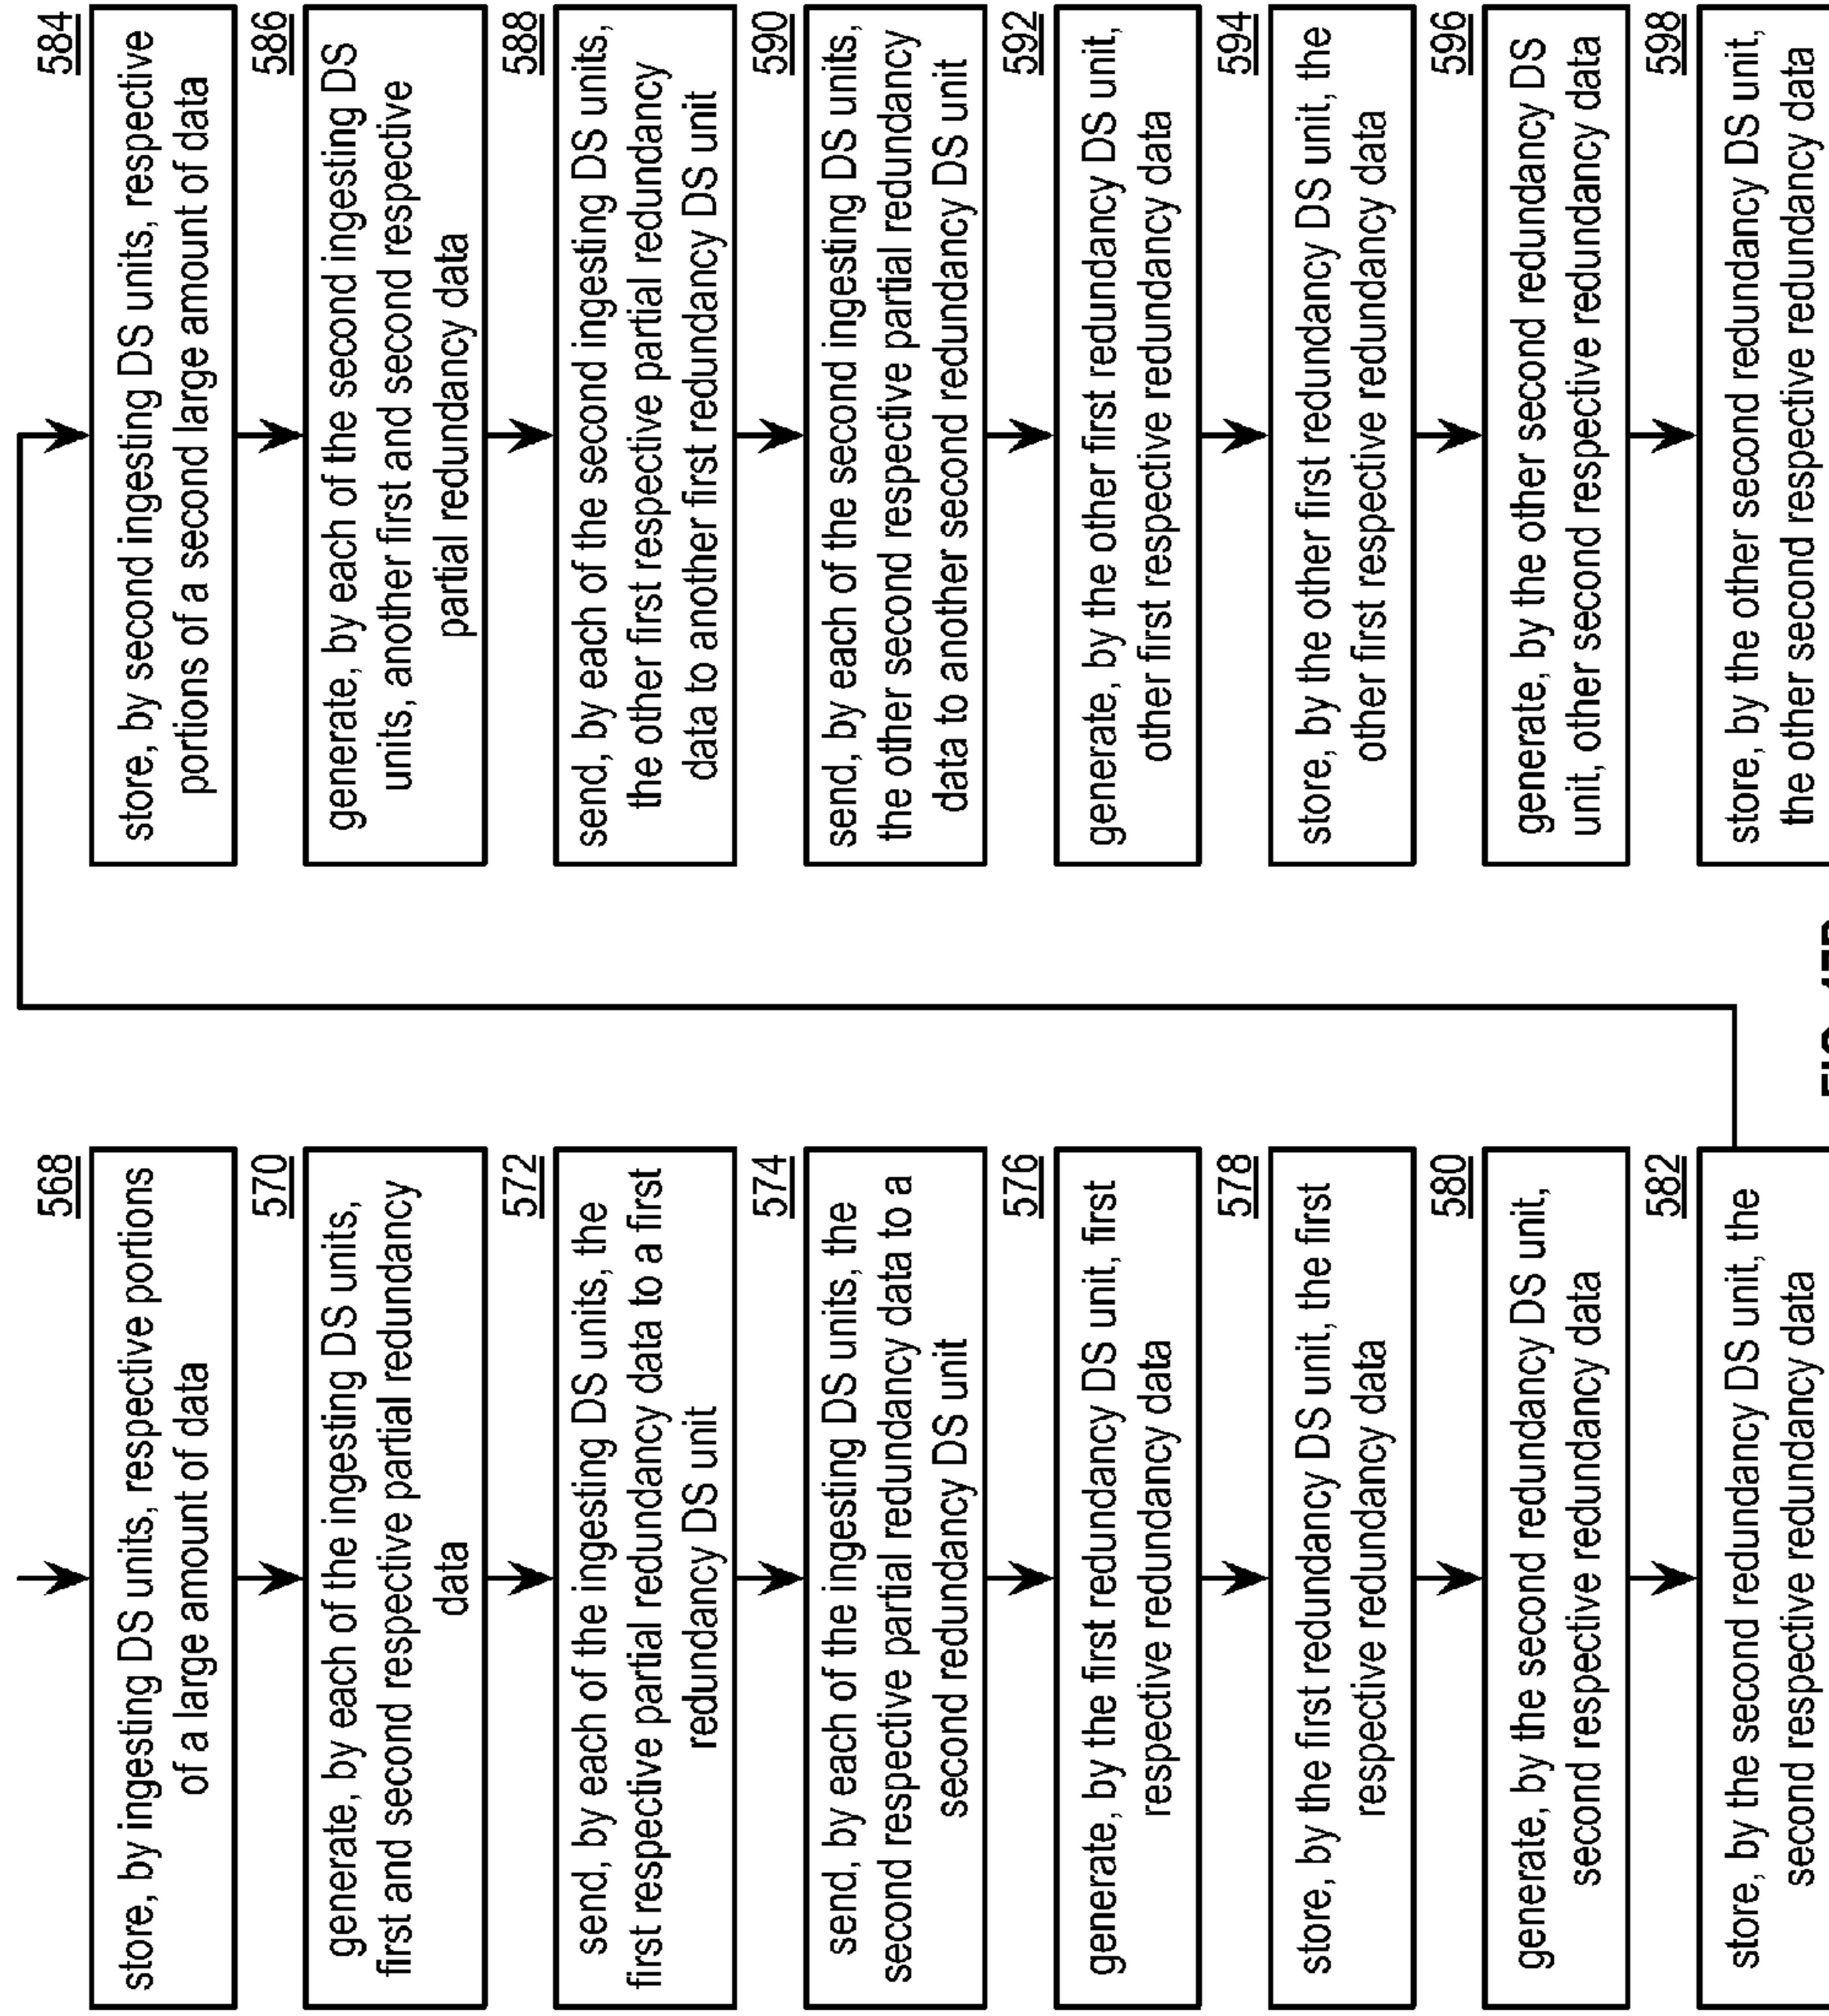 568
store, by ingesting DS units, respective portions
of a large amount of data
570
generate, by each of the ingesting DS units,
first and second respective partial redundancy
data
572
send, by each of the ingesting DS units, the
first respective partial redundancy data to a first
redundancy DS unit
574
send, by each of the ingesting DS units, the
second respective partial redundancy data to a
second redundancy DS unit
576
generate, by the first redundancy DS unit, first
respective redundancy data
578
store, by the first redundancy DS unit, the first
respective redundancy data
580
generate, by the second redundancy DS unit,
second respective redundancy data
582
store, by the second redundancy DS unit, the
second respective redundancy data
584
store, by second ingesting DS units, respective
portions of a second large amount of data
586
generate, by each of the second ingesting DS
units, another first and second respective
partial redundancy data
588
send, by each of the second ingesting DS units,
the other first respective partial redundancy
data to another first redundancy DS unit
590
send, by each of the second ingesting DS units,
the other second respective partial redundancy
data to another second redundancy DS unit
592
generate, by the other first redundancy DS unit,
other first respective redundancy data
594
store, by the other first redundancy DS unit, the
other first respective redundancy data
596
generate, by the other second redundancy DS
unit, other second respective redundancy data
598
store, by the other second redundancy DS unit,
the other second respective redundancy data